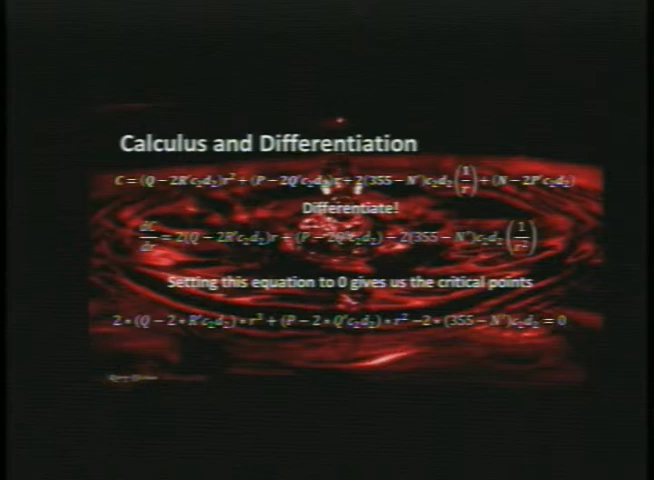 Calculus and Differentiation
C = (Q − 2R'c₂d₂)r² + (P − 2Q'c₂d₂)r + 2(355 − N')c₂d₂(1/r) + (N − 2P'c₂d₂)
Differentiate!
dC/dr = 2(Q − 2R'c₂d₂)r + (P − 2Q'c₂d₂) − 2(355 − N')c₂d₂(1/r²)
Setting this equation to 0 gives us the critical points
2 * (Q − 2 * R'c₂d₂) * r³ + (P − 2 * Q'c₂d₂) * r² − 2 * (355 − N')c₂d₂ = 0